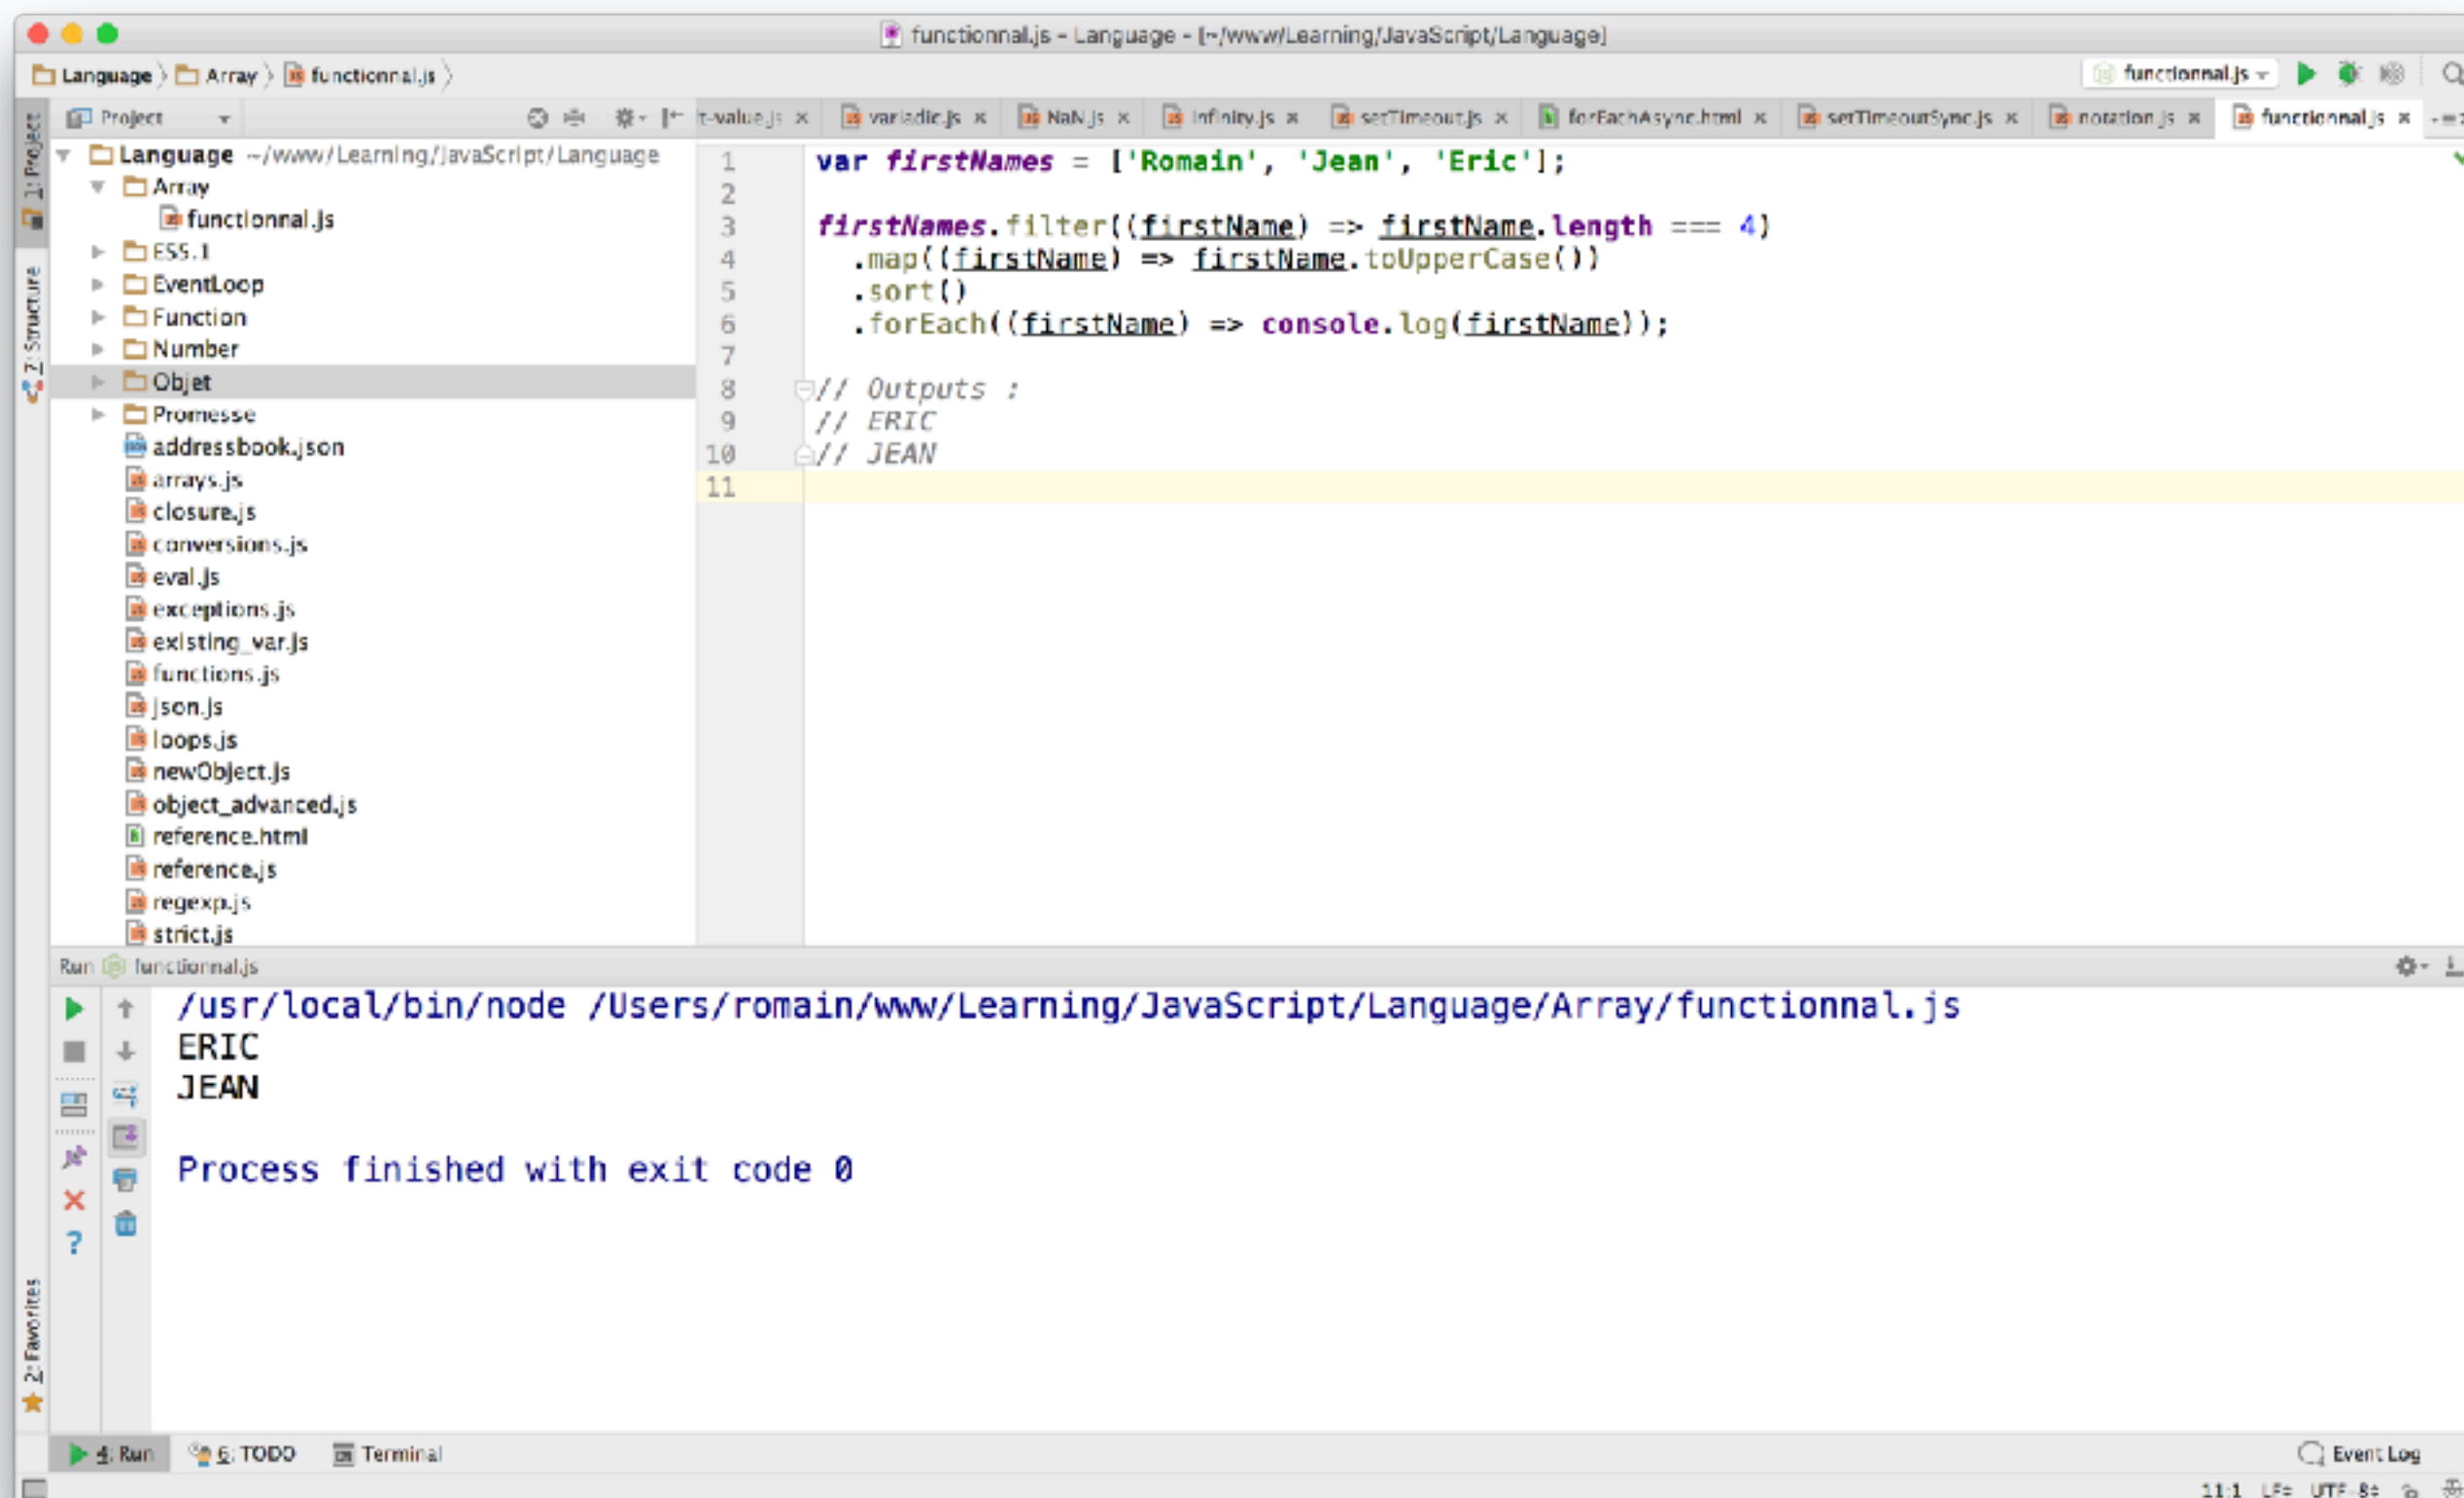 functionnal.js - Language - [~/www/Learning/JavaScript/Language]
Language Array functionnal.js
functionnal.js
1: Project
7: Structure
2: Favorites
Project
t-value.js variadic.js NaN.js infinity.js setTimeout.js forEachAsync.html setTimeoutSync.js notation.js functionnal.js
Language ~/www/Learning/JavaScript/Language
Array
functionnal.js
ES5.1
EventLoop
Function
Number
Objet
Promesse
addressbook.json
arrays.js
closure.js
conversions.js
eval.js
exceptions.js
existing_var.js
functions.js
json.js
loops.js
newObject.js
object_advanced.js
reference.html
reference.js
regexp.js
strict.js
1 var firstNames = ['Romain', 'Jean', 'Eric'];
2
3 firstNames.filter((firstName) => firstName.length === 4)
4 .map((firstName) => firstName.toUpperCase())
5 .sort()
6 .forEach((firstName) => console.log(firstName));
7
8 // Outputs :
9 // ERIC
10 // JEAN
11
Run functionnal.js
/usr/local/bin/node /Users/romain/www/Learning/JavaScript/Language/Array/functionnal.js
ERIC
JEAN
Process finished with exit code 0
4: Run 6: TODO Terminal
Event Log
11:1 LF UTF-8